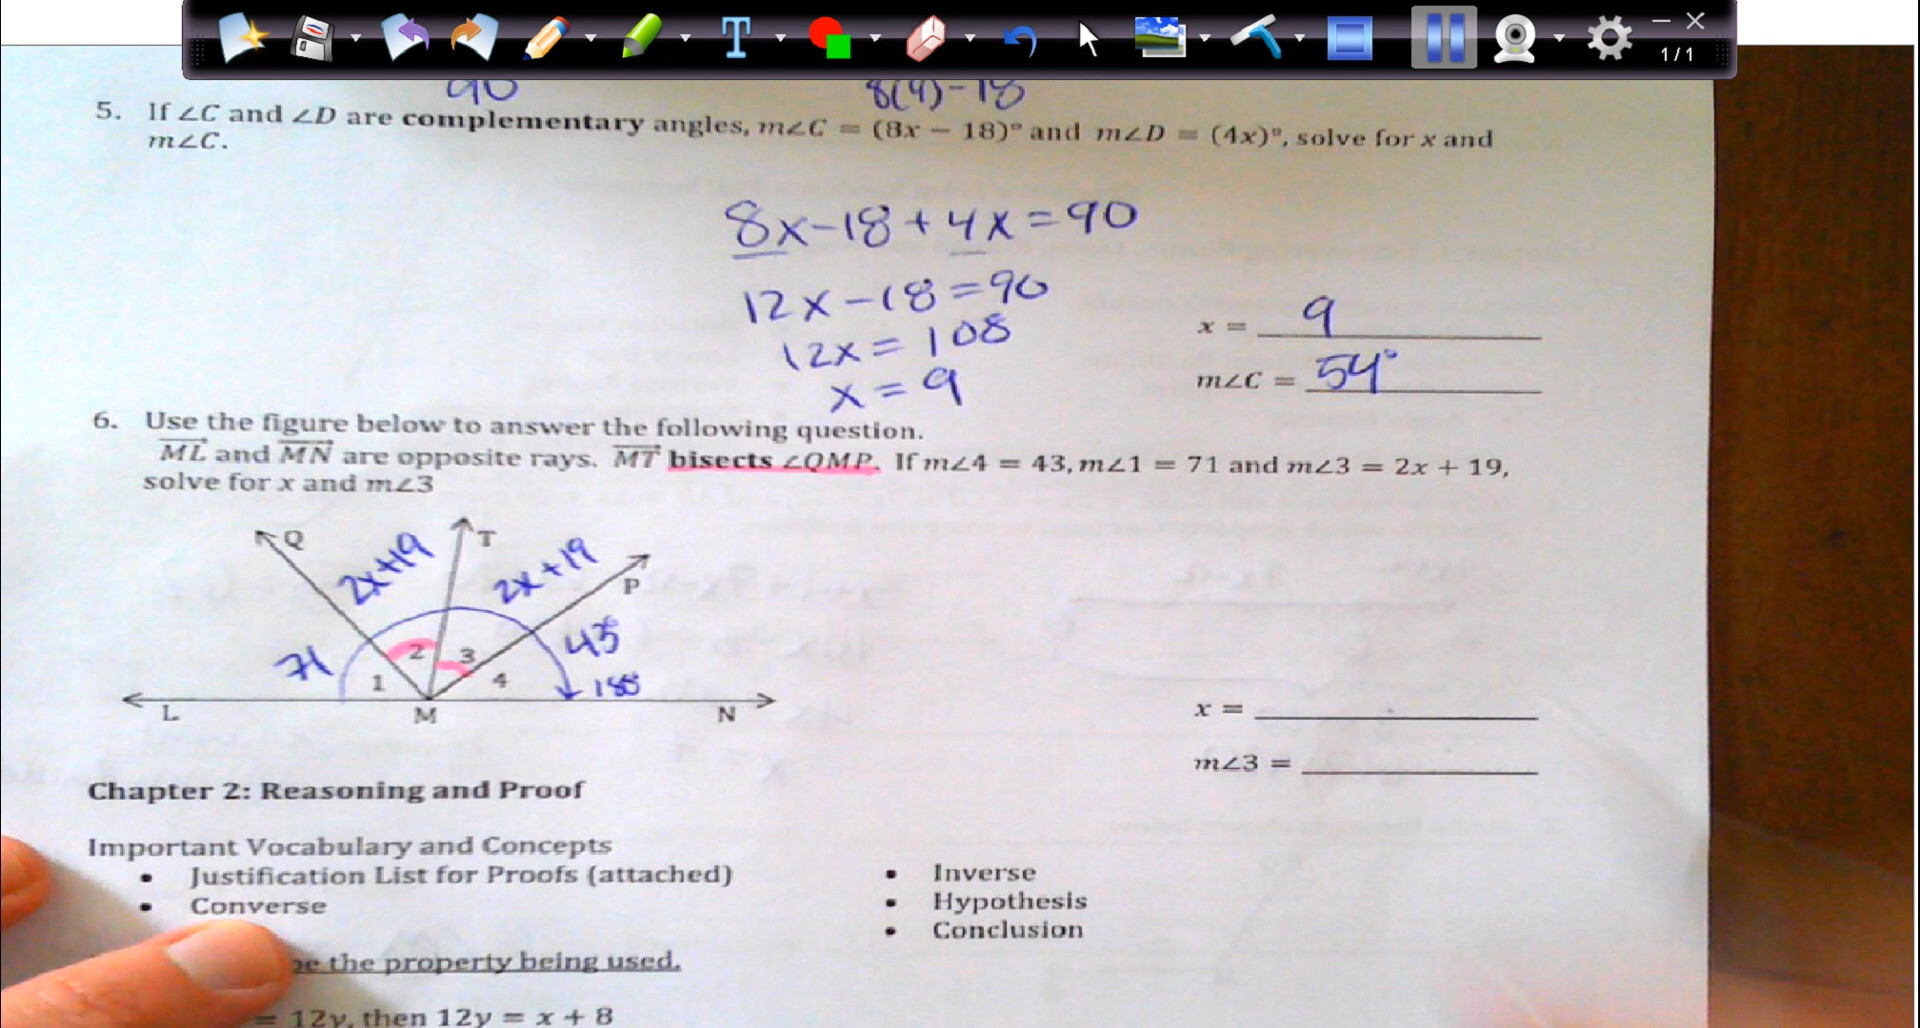 1/1
90
8(9)-18
5. If ∠C and ∠D are complementary angles, m∠C = (8x − 18)° and m∠D = (4x)°, solve for x and
m∠C.
8x-18+4x=90
12x-18=90
12x=108
x=9
x = 9
m∠C = 54°
6. Use the figure below to answer the following question.
ML and MN are opposite rays. MT bisects ∠QMP. If m∠4 = 43, m∠1 = 71 and m∠3 = 2x + 19,
solve for x and m∠3
Q
T
2x+19
2x+19
P
43°
71
2
3
1
4
180
L
M
N
x =
m∠3 =
Chapter 2: Reasoning and Proof
Important Vocabulary and Concepts
• Justification List for Proofs (attached)
• Converse
• Inverse
• Hypothesis
• Conclusion
the property being used.
= 12y, then 12y = x + 8